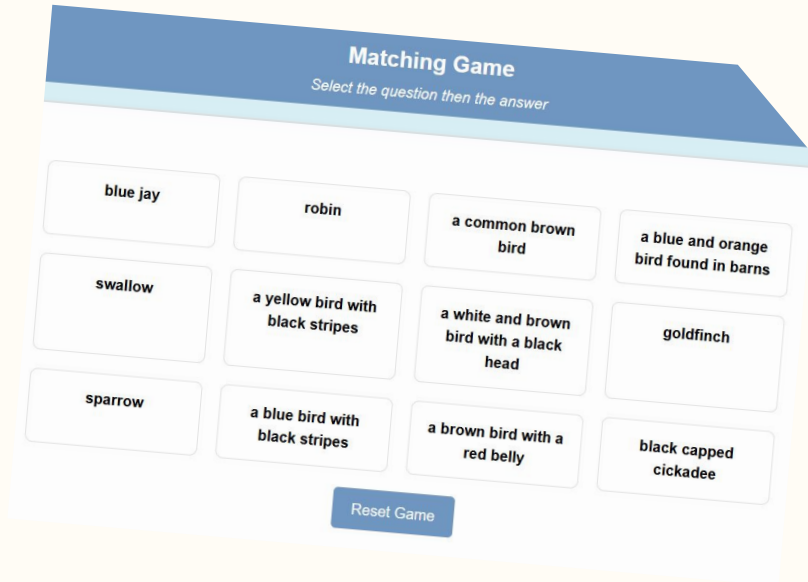 Matching Game
Select the question then the answer
blue jay
robin
a common brown
bird
a blue and orange
bird found in barns
swallow
a yellow bird with
black stripes
a white and brown
bird with a black
head
goldfinch
sparrow
a blue bird with
black stripes
a brown bird with a
red belly
black capped
cickadee
Reset Game